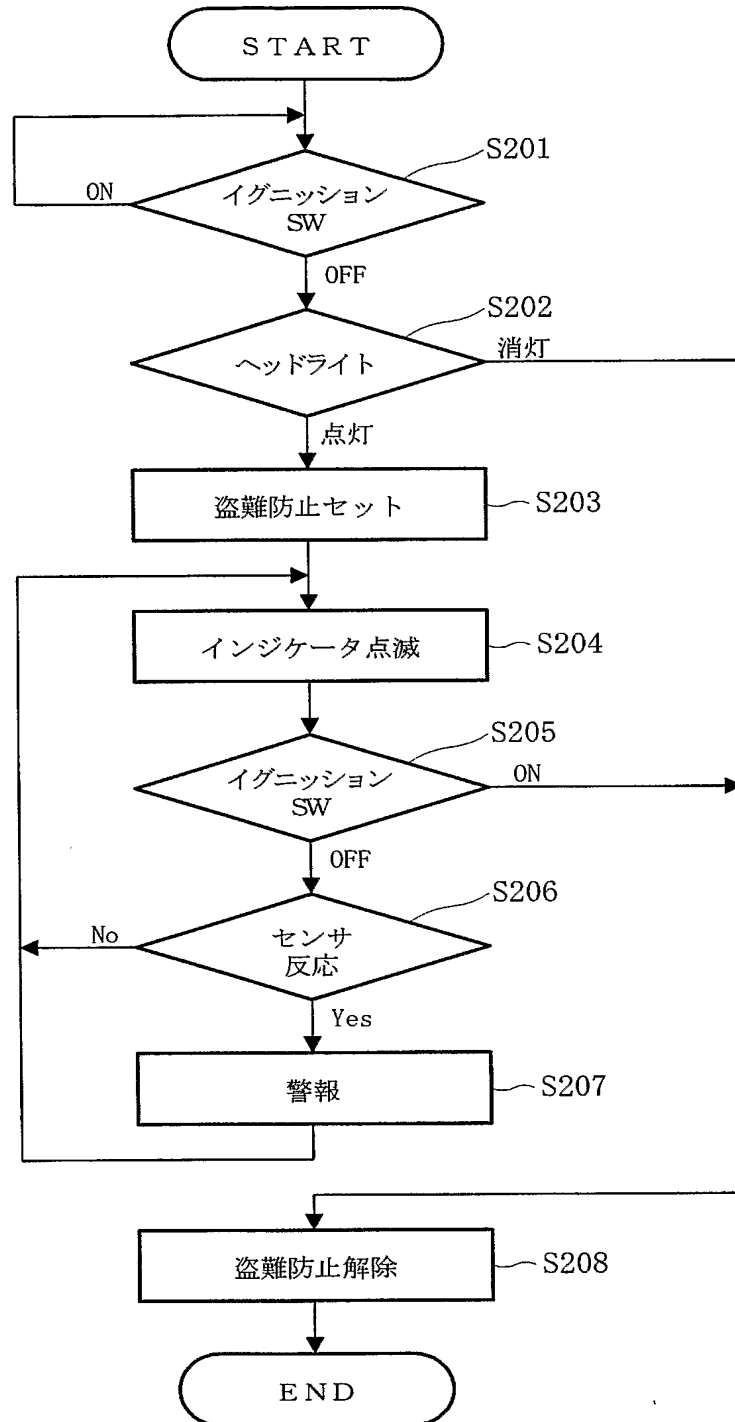 START
S201
ON
イグニッション
SW
OFF
S202
ヘッドライト
消灯
点灯
盗難防止セット
S203
インジケータ点滅
S204
S205
イグニッション
SW
ON
OFF
S206
No
センサ
反応
Yes
警報
S207
盗難防止解除
S208
END